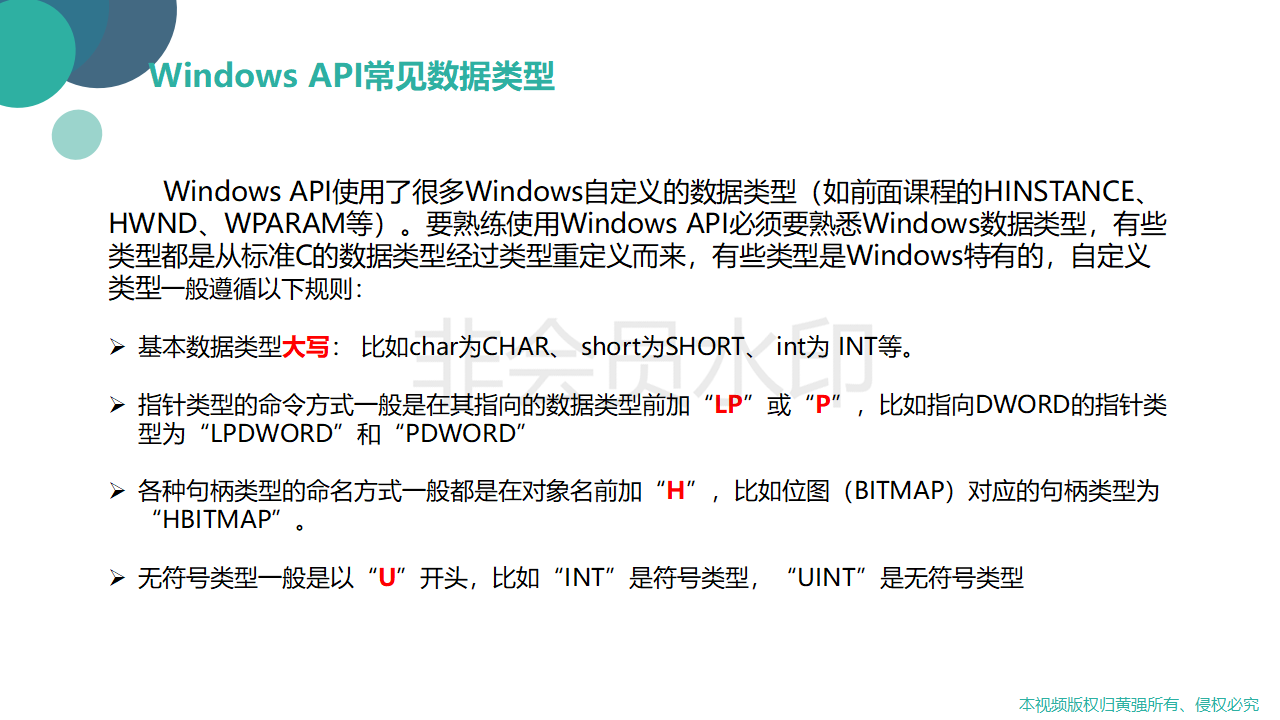 Windows API常见数据类型
Windows API使用了很多Windows自定义的数据类型（如前面课程的HINSTANCE、
HWND、WPARAM等）。要熟练使用Windows API必须要熟悉Windows数据类型，有些
类型都是从标准C的数据类型经过类型重定义而来，有些类型是Windows特有的，自定义
类型一般遵循以下规则：
➢ 基本数据类型大写： 比如char为CHAR、 short为SHORT、 int为 INT等。
➢ 指针类型的命令方式一般是在其指向的数据类型前加“LP”或“P”，比如指向DWORD的指针类
型为“LPDWORD”和“PDWORD”
➢ 各种句柄类型的命名方式一般都是在对象名前加“H”，比如位图（BITMAP）对应的句柄类型为
“HBITMAP”。
➢ 无符号类型一般是以“U”开头，比如“INT”是符号类型，“UINT”是无符号类型
非会员水印
本视频版权归黄强所有、侵权必究